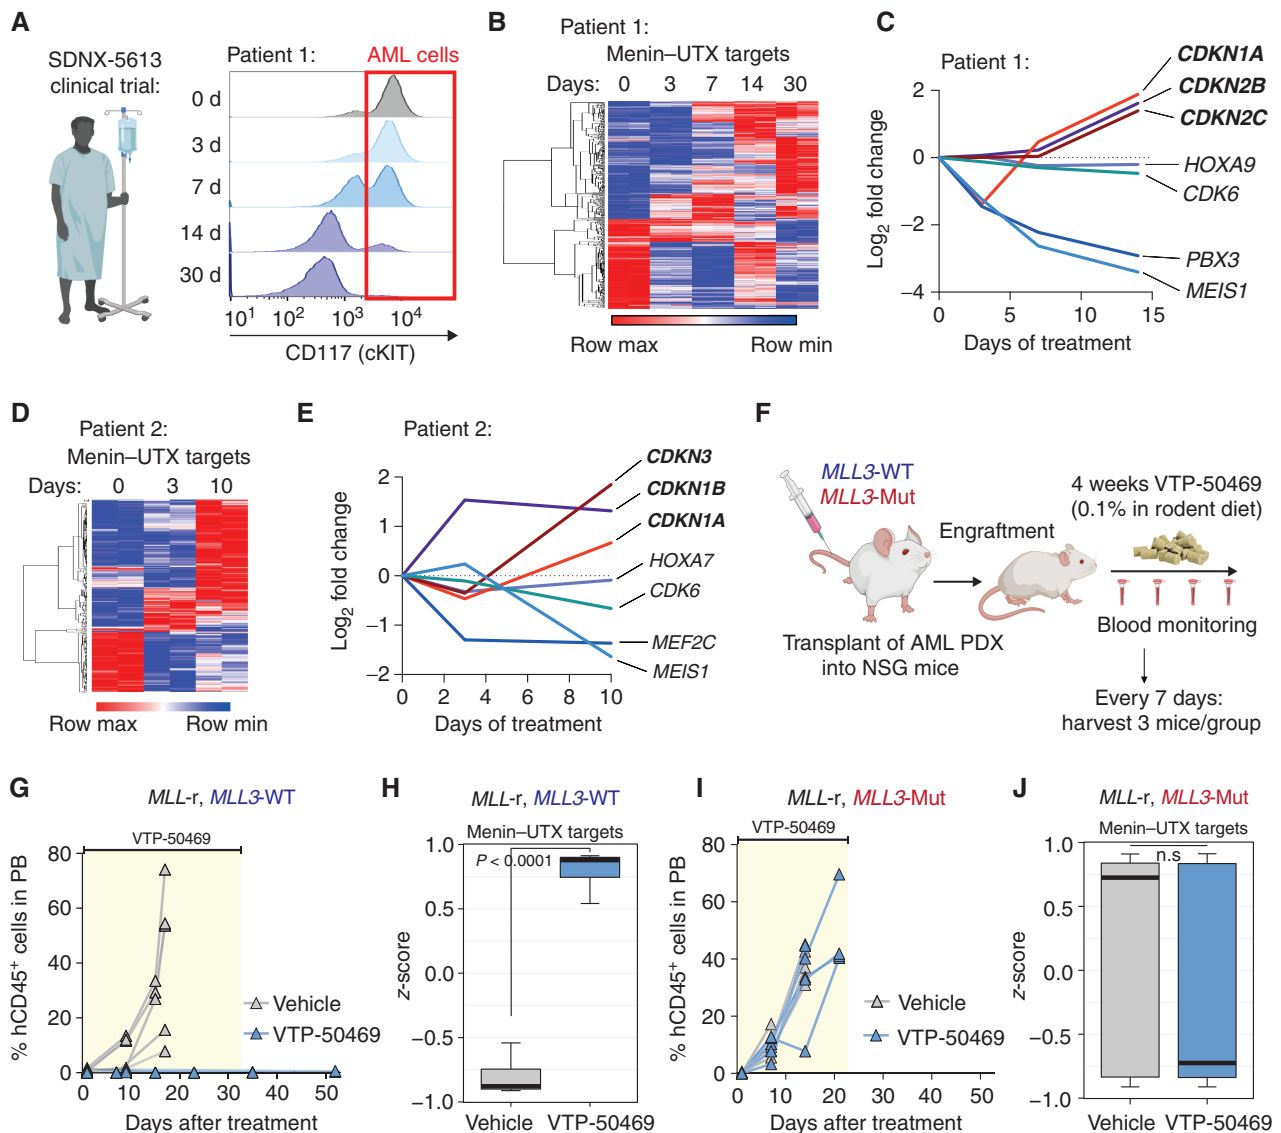 A
SDNX-5613
clinical trial:
Patient 1:
AML cells
0 d
3 d
7 d
14 d
30 d
10¹ 10² 10³ 10⁴
CD117 (cKIT)
B
Patient 1:
Menin–UTX targets
Days: 0 3 7 14 30
Row max Row min
C
Patient 1:
Log₂ fold change
2
0
−2
−4
0 5 10 15
Days of treatment
CDKN1A
CDKN2B
CDKN2C
HOXA9
CDK6
PBX3
MEIS1
D
Patient 2:
Menin–UTX targets
Days: 0 3 10
Row max Row min
E
Patient 2:
Log₂ fold change
2
1
0
−1
−2
0 2 4 6 8 10
Days of treatment
CDKN3
CDKN1B
CDKN1A
HOXA7
CDK6
MEF2C
MEIS1
F
MLL3-WT
MLL3-Mut
Engraftment
4 weeks VTP-50469
(0.1% in rodent diet)
Transplant of AML PDX
into NSG mice
Blood monitoring
Every 7 days:
harvest 3 mice/group
G
MLL-r, MLL3-WT
VTP-50469
% hCD45⁺ cells in PB
80
60
40
20
0
0 10 20 30 40 50
Days after treatment
Vehicle
VTP-50469
H
MLL-r, MLL3-WT
Menin–UTX targets
P < 0.0001
z-score
1.0
0.5
0.0
−0.5
−1.0
Vehicle VTP-50469
I
MLL-r, MLL3-Mut
VTP-50469
% hCD45⁺ cells in PB
80
60
40
20
0
0 10 20 30 40 50
Days after treatment
Vehicle
VTP-50469
J
MLL-r, MLL3-Mut
Menin–UTX targets
n.s
z-score
1.0
0.5
0.0
−0.5
−1.0
Vehicle VTP-50469